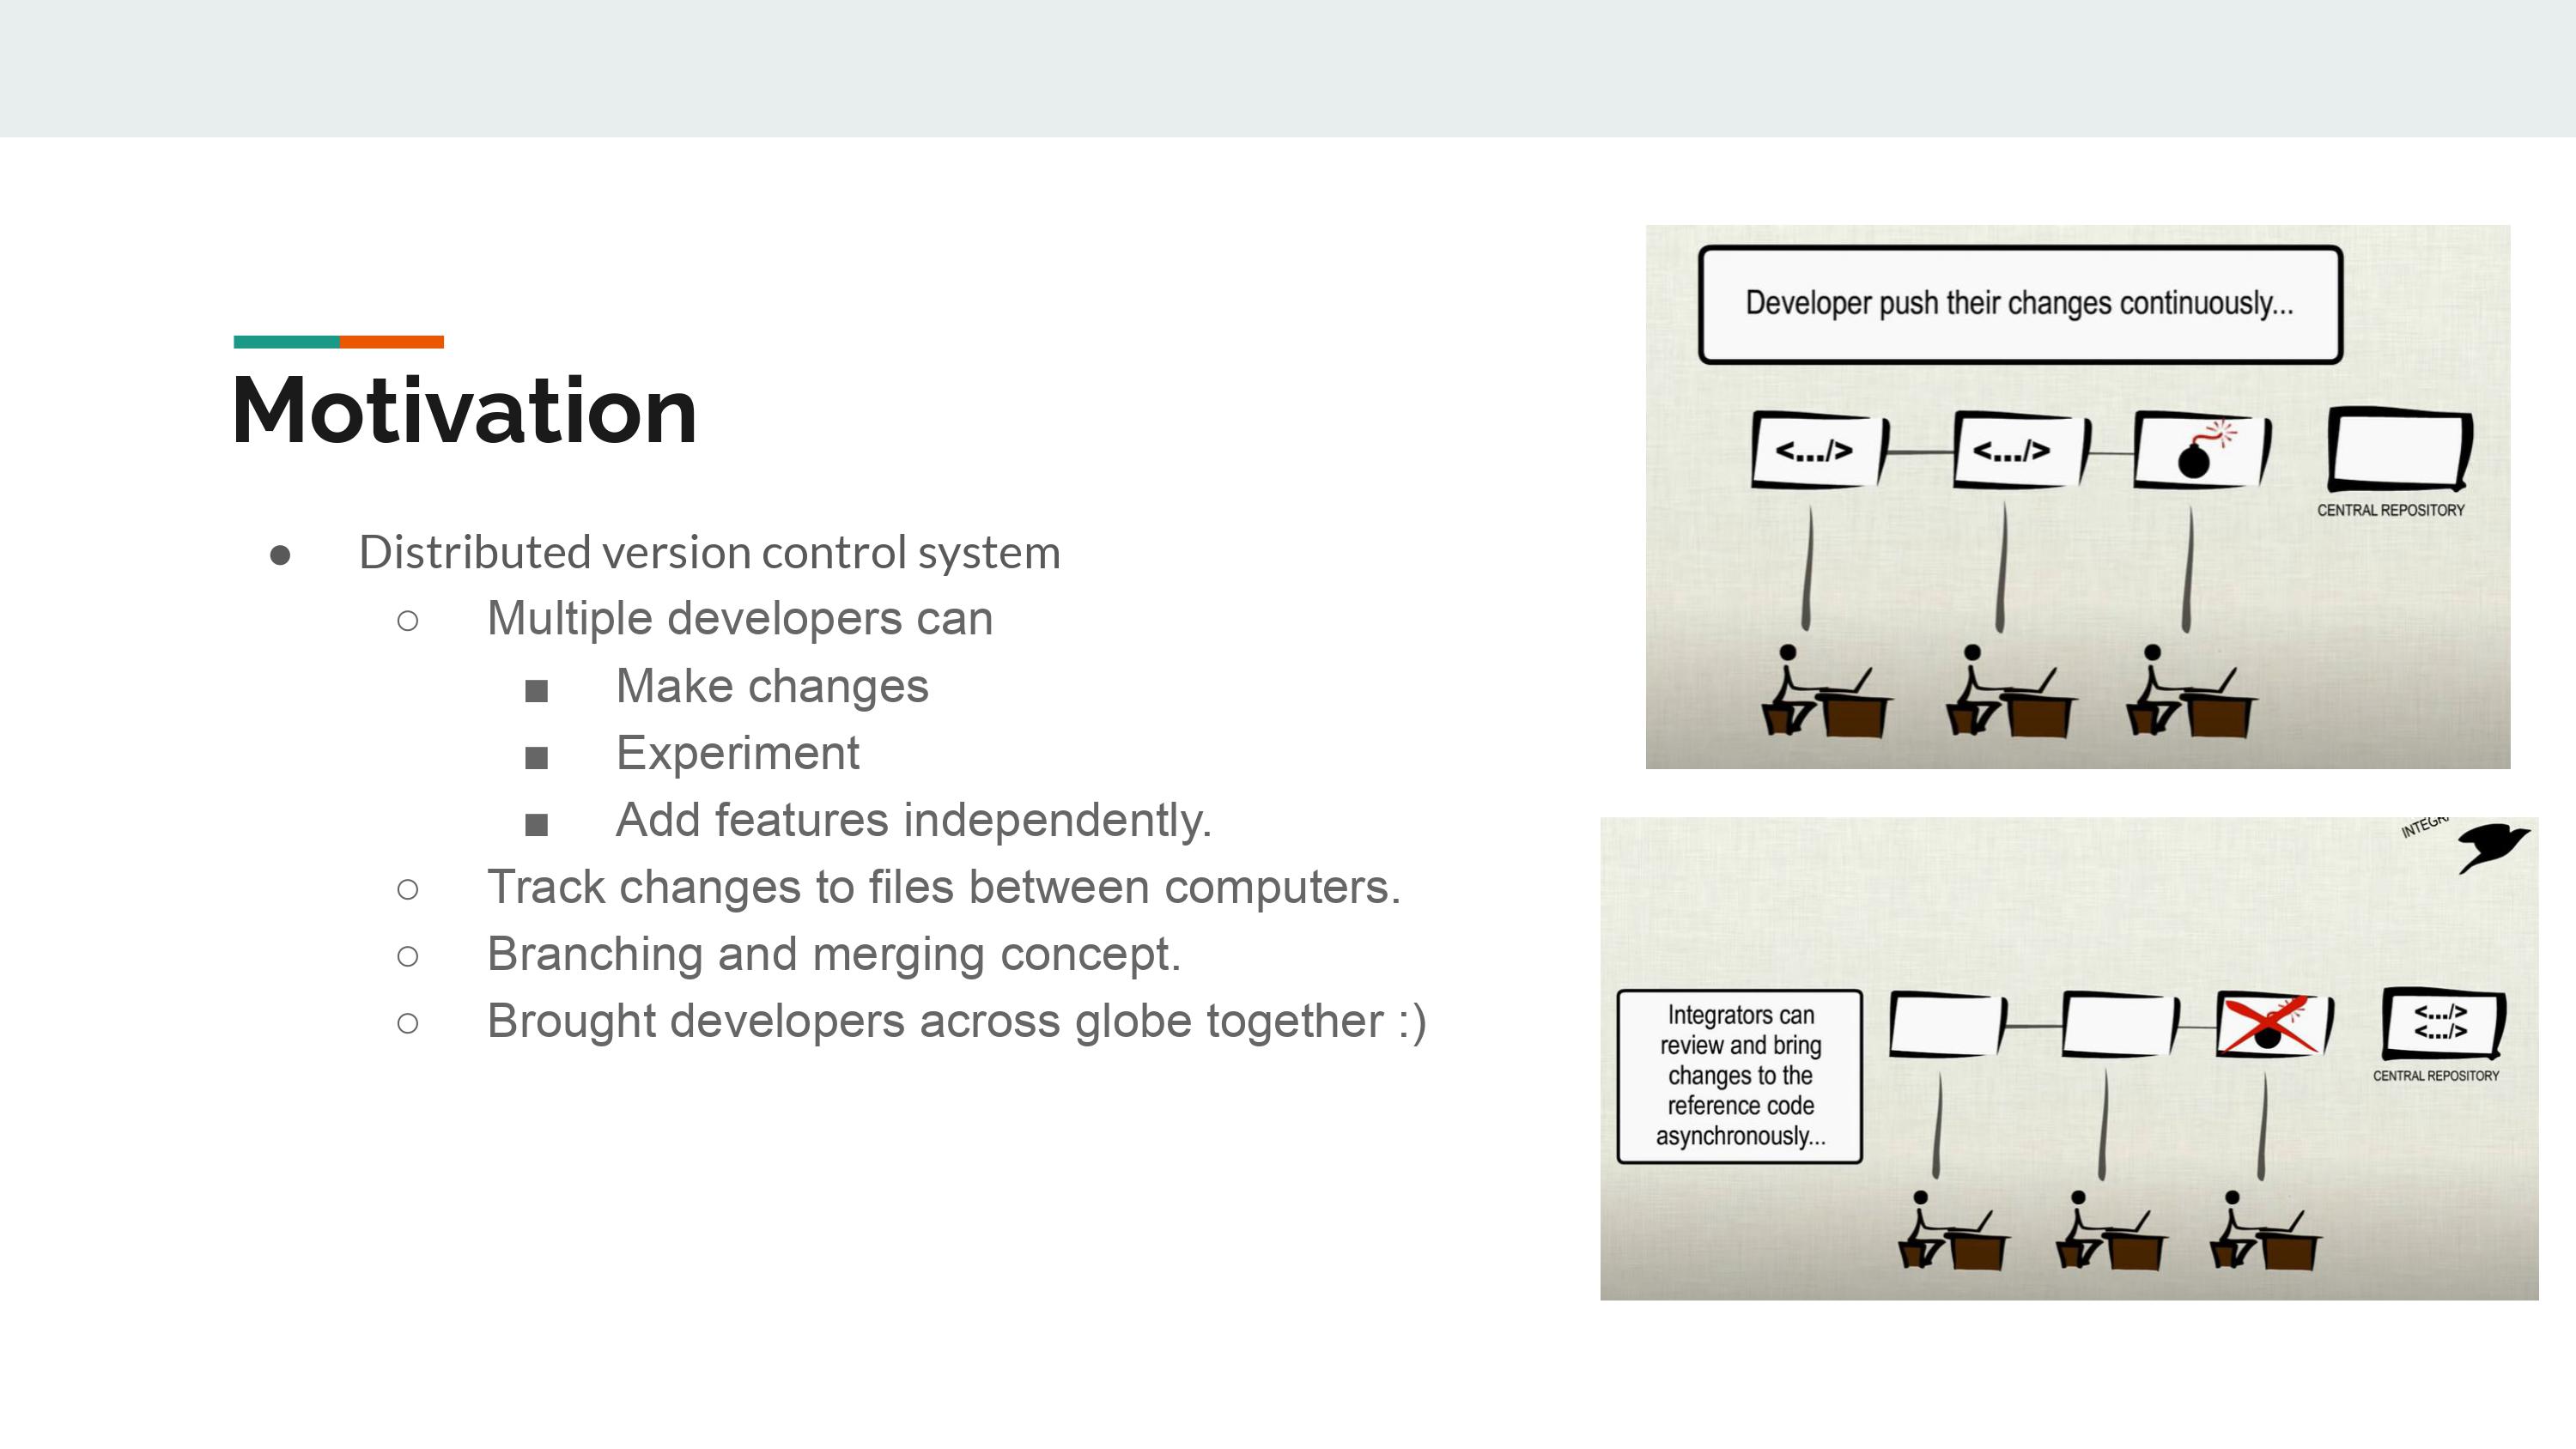 Motivation
● Distributed version control system
○ Multiple developers can
■ Make changes
■ Experiment
■ Add features independently.
○ Track changes to files between computers.
○ Branching and merging concept.
○ Brought developers across globe together :)
Developer push their changes continuously...
<.../> <.../>
CENTRAL REPOSITORY
Integrators can
review and bring
changes to the
reference code
asynchronously...
<.../>
<.../>
CENTRAL REPOSITORY